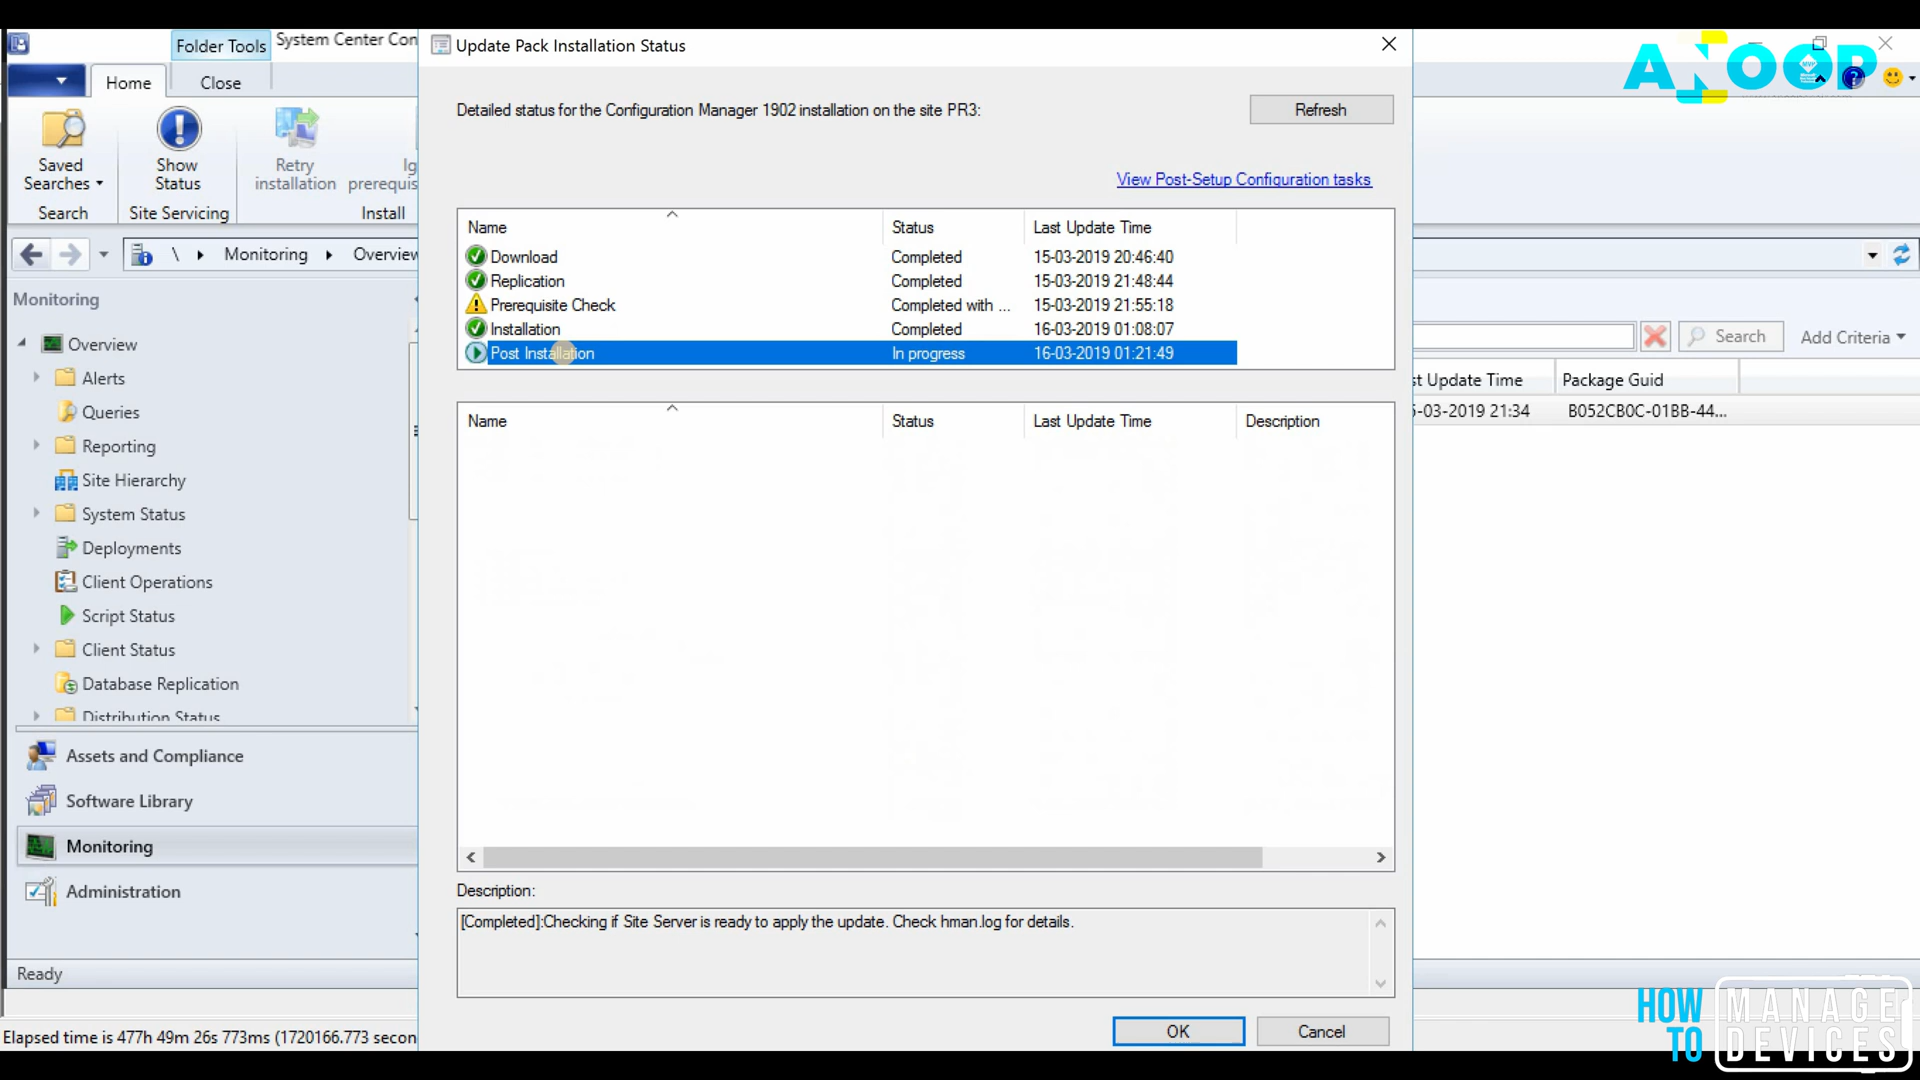 Folder Tools
System Center Con
Update Pack Installation Status
ANOOP
Home
Close
Detailed status for the Configuration Manager 1902 installation on the site PR3:
Refresh
Saved
Searches
Show
Status
Retry
installation
Ig
prerequis
View Post-Setup Configuration tasks
Search
Site Servicing
Install
Name
Status
Last Update Time
\
Monitoring
Overview
Download
Completed
15-03-2019 20:46:40
Replication
Completed
15-03-2019 21:48:44
Prerequisite Check
Completed with ...
15-03-2019 21:55:18
Installation
Completed
16-03-2019 01:08:07
Post Installation
In progress
16-03-2019 01:21:49
Name
Status
Last Update Time
Description
Monitoring
Overview
Alerts
Queries
Reporting
Site Hierarchy
System Status
Deployments
Client Operations
Script Status
Client Status
Database Replication
Distribution Status
Assets and Compliance
Software Library
Monitoring
Administration
Search
Add Criteria
st Update Time
Package Guid
5-03-2019 21:34
B052CB0C-01BB-44...
Description:
[Completed]:Checking if Site Server is ready to apply the update. Check hman.log for details.
OK
Cancel
Ready
Elapsed time is 477h 49m 26s 773ms (1720166.773 secon
HOW
TO
MANAGE
DEVICES